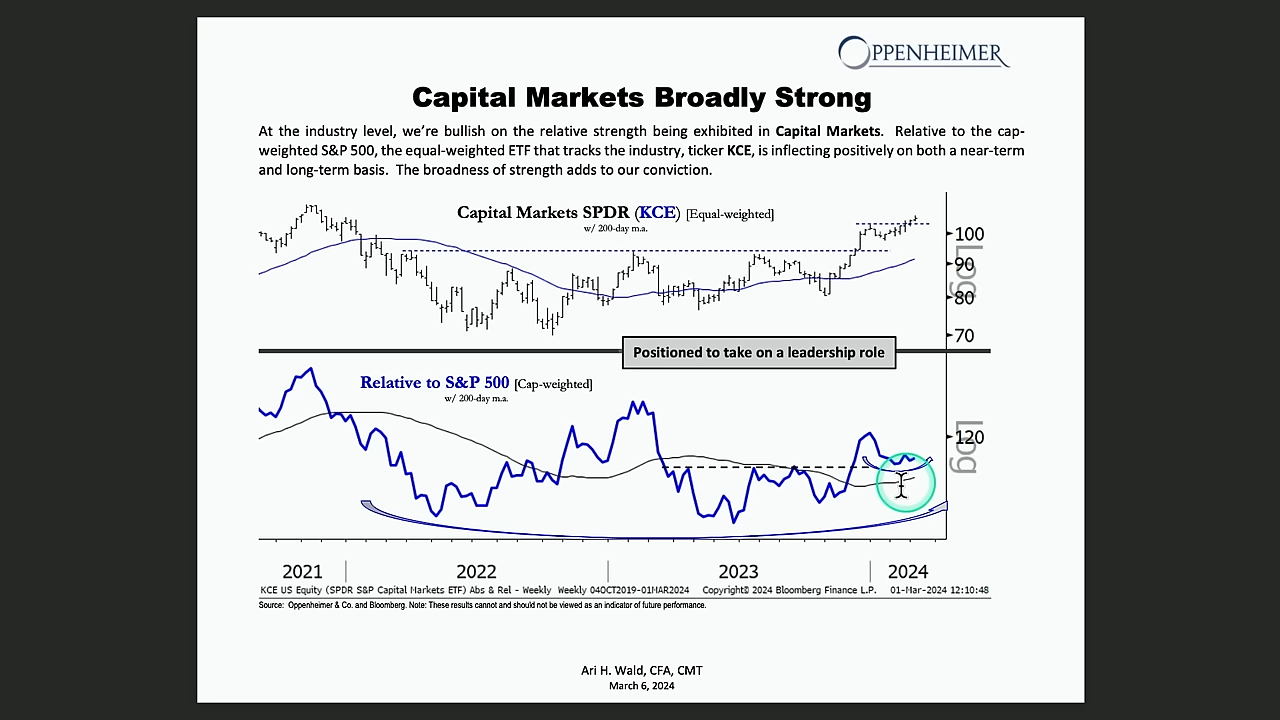 OPPENHEIMER
Capital Markets Broadly Strong
At the industry level, we're bullish on the relative strength being exhibited in Capital Markets. Relative to the cap-
weighted S&P 500, the equal-weighted ETF that tracks the industry, ticker KCE, is inflecting positively on both a near-term
and long-term basis. The broadness of strength adds to our conviction.
Capital Markets SPDR (KCE) [Equal-weighted]
w/ 200-day m.a.
100
90
80
70
Log
Positioned to take on a leadership role
Relative to S&P 500 [Cap-weighted]
w/ 200-day m.a.
120
Log
2021 2022 2023 2024
KCE US Equity (SPDR S&P Capital Markets ETF) Abs & Rel - Weekly Weekly 04OCT2019-01MAR2024 Copyright© 2024 Bloomberg Finance L.P. 01-Mar-2024 12:10:48
Source: Oppenheimer & Co. and Bloomberg. Note: These results cannot and should not be viewed as an indicator of future performance.
Ari H. Wald, CFA, CMT
March 6, 2024